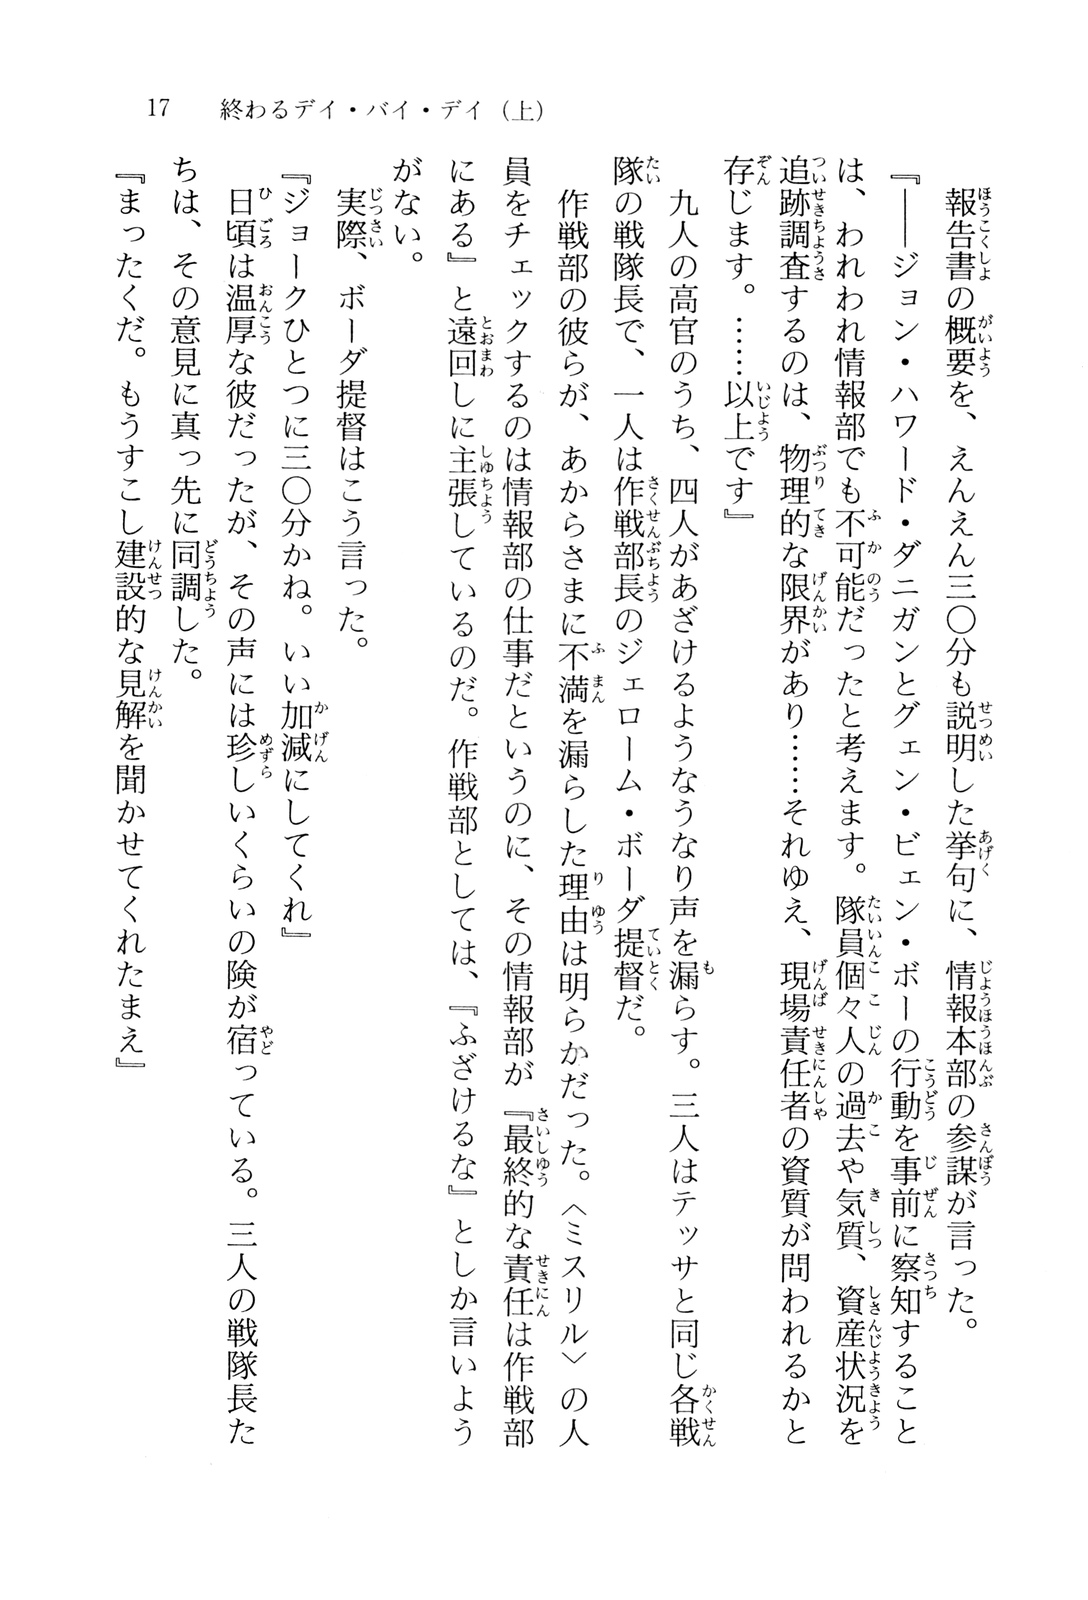 17 終わるデイ・バイ・デイ（上）
報告書の概要を、えんえん三〇分も説明した挙句に、情報本部の参謀が言った。
『――ジョン・ハワード・ダニガンとグェン・ビェン・ボーの行動を事前に察知すること
は、われわれ情報部でも不可能だったと考えます。隊員個々人の過去や気質、資産状況を
追跡調査するのは、物理的な限界があり……それゆえ、現場責任者の資質が問われるかと
存じます。……以上です』
九人の高官のうち、四人があざけるようなうなり声を漏らす。三人はテッサと同じ各戦
隊の戦隊長で、一人は作戦部長のジェローム・ボーダ提督だ。
作戦部の彼らが、あからさまに不満を漏らした理由は明らかだった。〈ミスリル〉の人
員をチェックするのは情報部の仕事だというのに、その情報部が『最終的な責任は作戦部
にある』と遠回しに主張しているのだ。作戦部としては、『ふざけるな』としか言いよう
がない。
実際、ボーダ提督はこう言った。
『ジョークひとつに三〇分かね。いい加減にしてくれ』
日頃は温厚な彼だったが、その声には珍しいくらいの険が宿っている。三人の戦隊長た
ちは、その意見に真っ先に同調した。
『まったくだ。もうすこし建設的な見解を聞かせてくれたまえ』